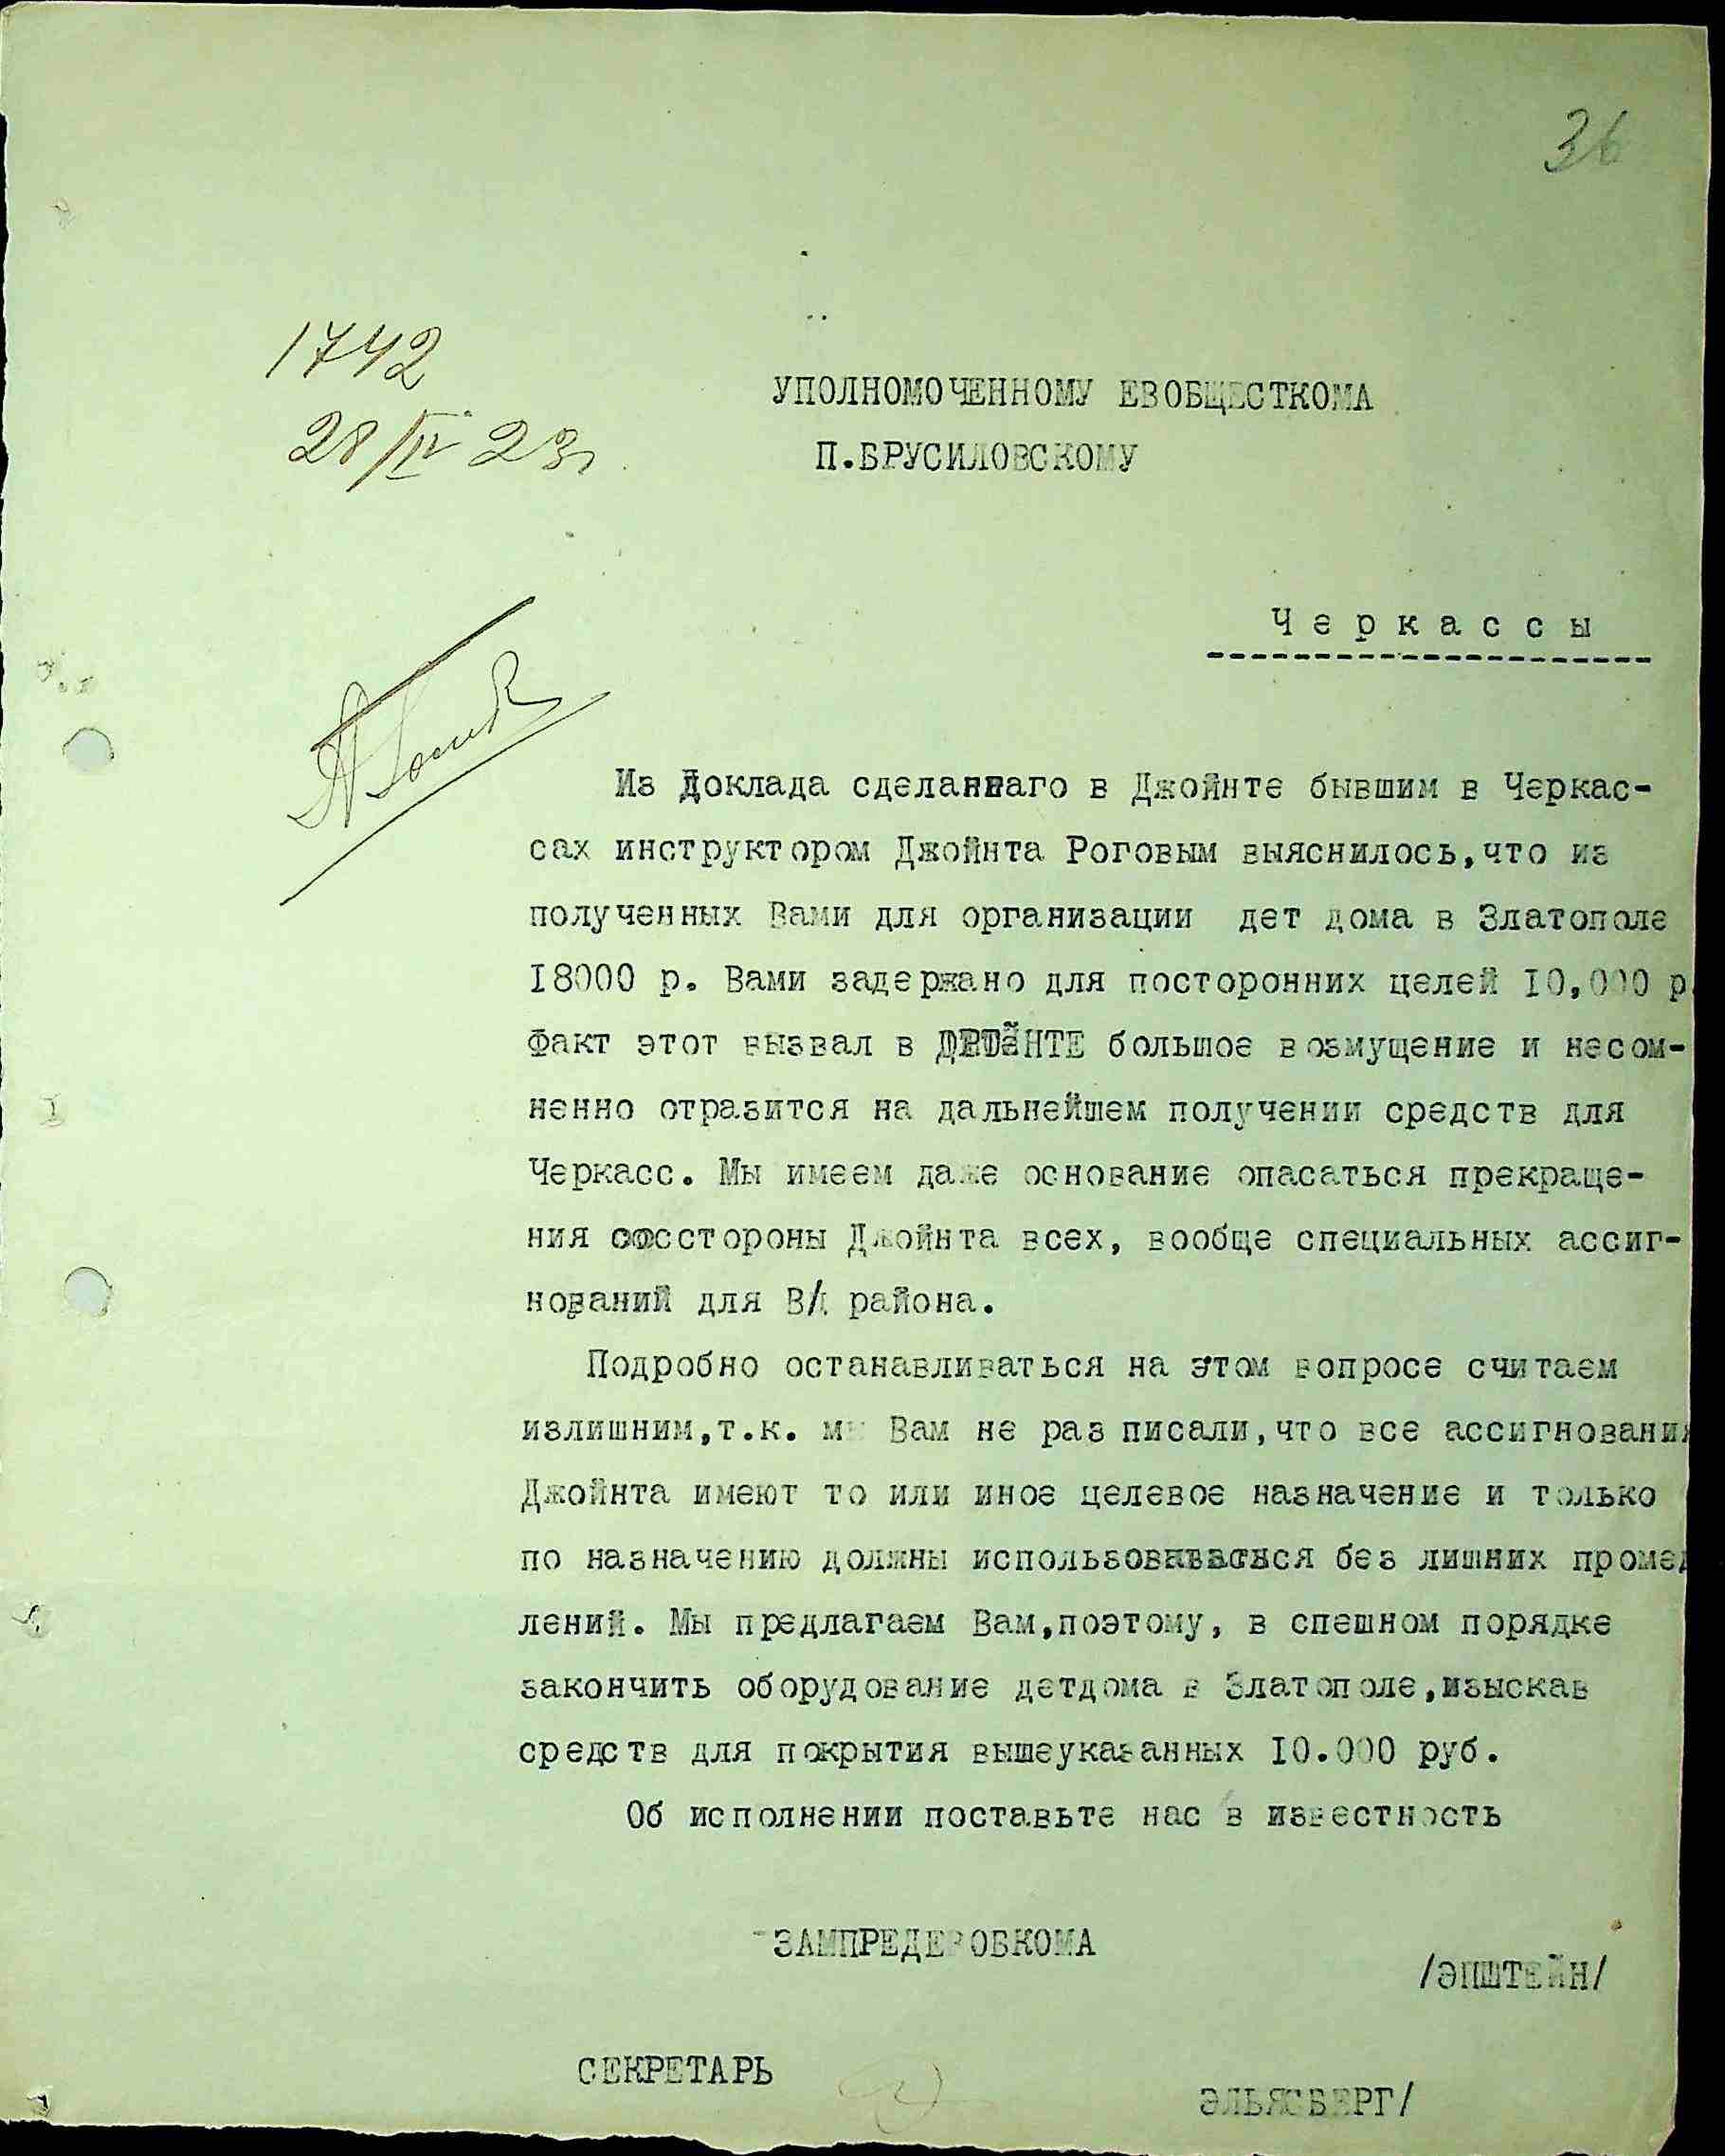 36
1742
28/IV 23г.
УПОЛНОМОЧЕННОМУ ЕВОБЩЕСТКОМА
П.БРУСИЛОВСКОМУ
Черкассы
Из Доклада сделаннаго в Джойнте бывшим в Черкас-
сах инструктором Джойнта Роговым выяснилось,что из
полученных Вами для организации дет дома в Златополе
18000 р. Вами задержано для посторонних целей 10,000 р
Факт этот вызвал в большое возмущение и несом-
ненно отразится на дальнейшем получении средств для
Черкасс. Мы имеем даже основание опасаться прекраще-
ния стороны Джойнта всех, вообще специальных ассиг-
нований для В/ района.
Подробно останавливаться на этом вопросе считаем
излишним,т.к. мы Вам не раз писали,что все ассигнования
Джойнта имеют то или иное целевое назначение и только
по назначению должны без лишних промед
лений. Мы предлагаем Вам,поэтому, в спешном порядке
закончить оборудование детдома в Златополе,изыскав
средств для покрытия вышеуказанных 10.000 руб.
Об исполнении поставьте нас в известность
ЗАМПРЕДЕВОБКОМА
/ЭПШТЕЙН/
СЕКРЕТАРЬ
ЭЛЬЯСБЕРГ/